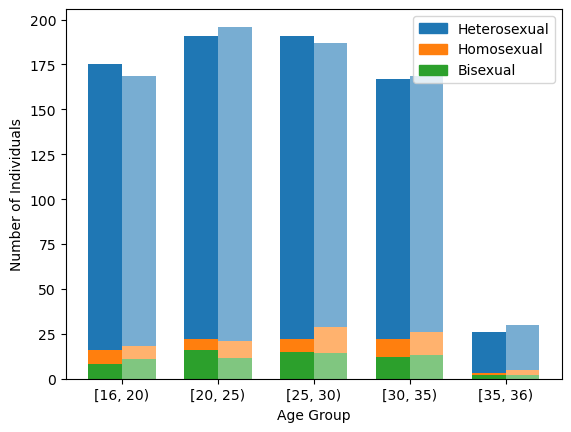 200
175
150
125
100
75
50
25
0
Number of Individuals
Heterosexual
Homosexual
Bisexual
[16, 20) [20, 25) [25, 30) [30, 35) [35, 36)
Age Group